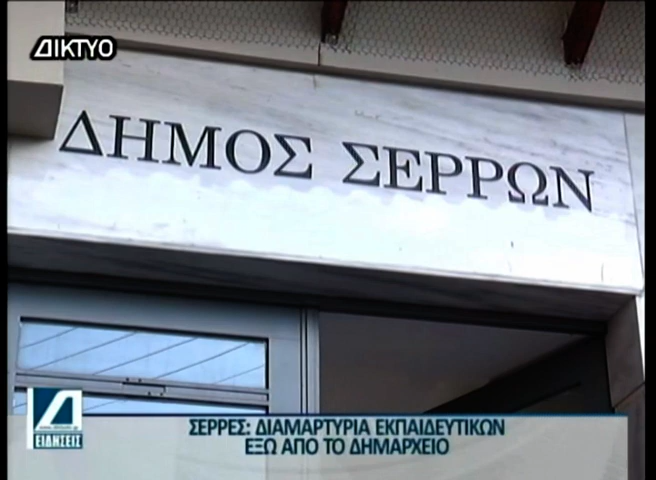 ΔΙΚΤΥΟ
ΔΗΜΟΣ ΣΕΡΡΩΝ
Δ
ΕΙΔΗΣΕΙΣ
ΣΕΡΡΕΣ: ΔΙΑΜΑΡΤΥΡΙΑ ΕΚΠΑΙΔΕΥΤΙΚΩΝ
ΕΞΩ ΑΠΟ ΤΟ ΔΗΜΑΡΧΕΙΟ